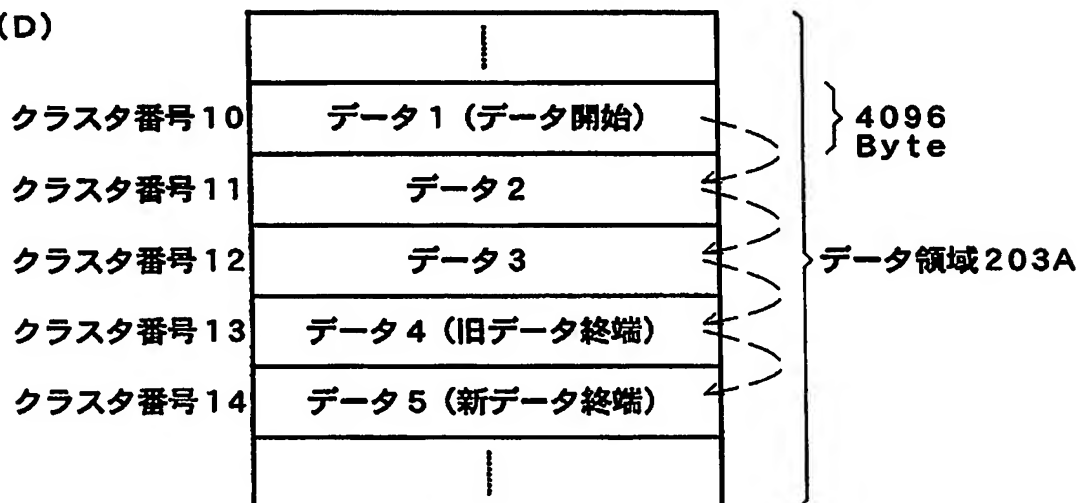 (D)
クラスタ番号10 データ1(データ開始) 4096
Byte
クラスタ番号11 データ2
クラスタ番号12 データ3 データ領域203A
クラスタ番号13 データ4(旧データ終端)
クラスタ番号14 データ5(新データ終端)